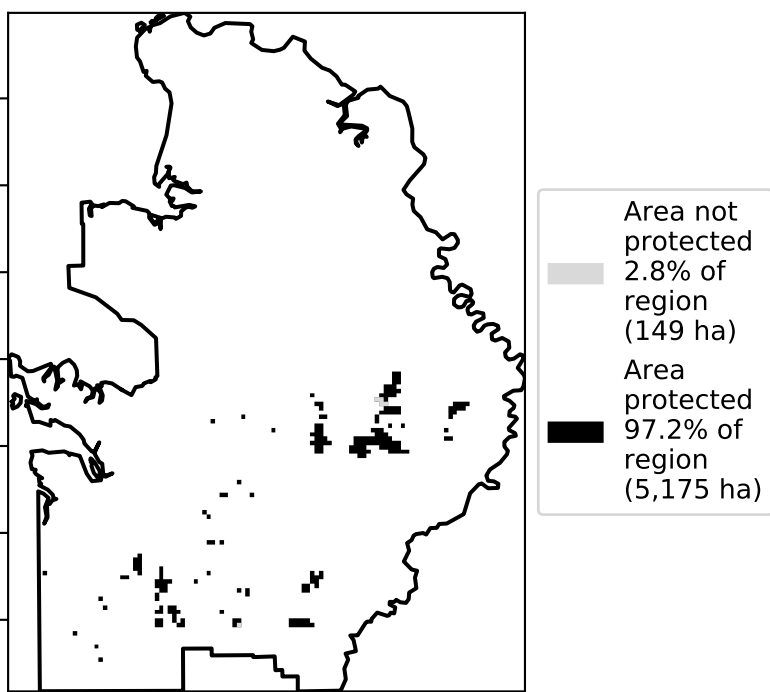 Area not
protected
2.8% of
region
(149 ha)
Area
protected
97.2% of
region
(5,175 ha)